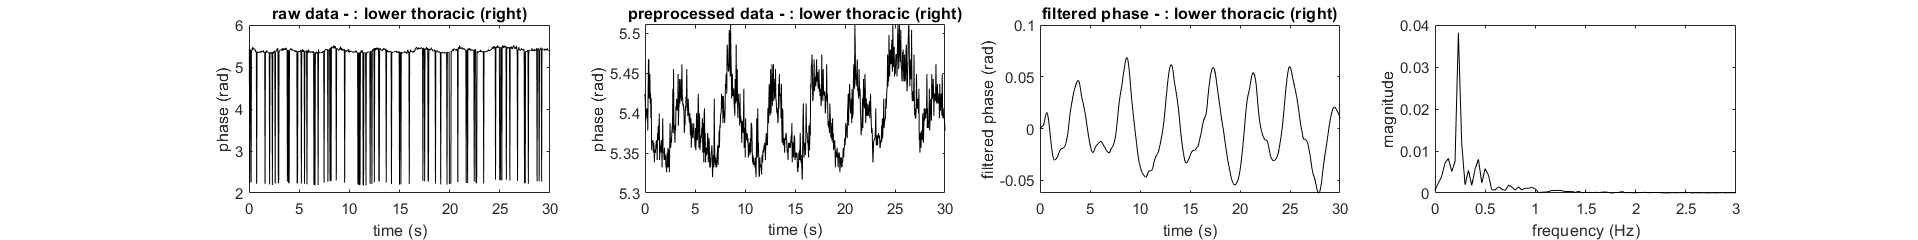 raw data - : lower thoracic (right)
6
5
4
3
2
phase (rad)
0 5 10 15 20 25 30
time (s)
preprocessed data - : lower thoracic (right)
5.5
5.45
5.4
5.35
5.3
phase (rad)
0 5 10 15 20 25 30
time (s)
filtered phase - : lower thoracic (right)
0.1
0.05
0
-0.05
filtered phase (rad)
0 5 10 15 20 25 30
time (s)
0.04
0.03
0.02
0.01
0
magnitude
0 0.5 1 1.5 2 2.5 3
frequency (Hz)